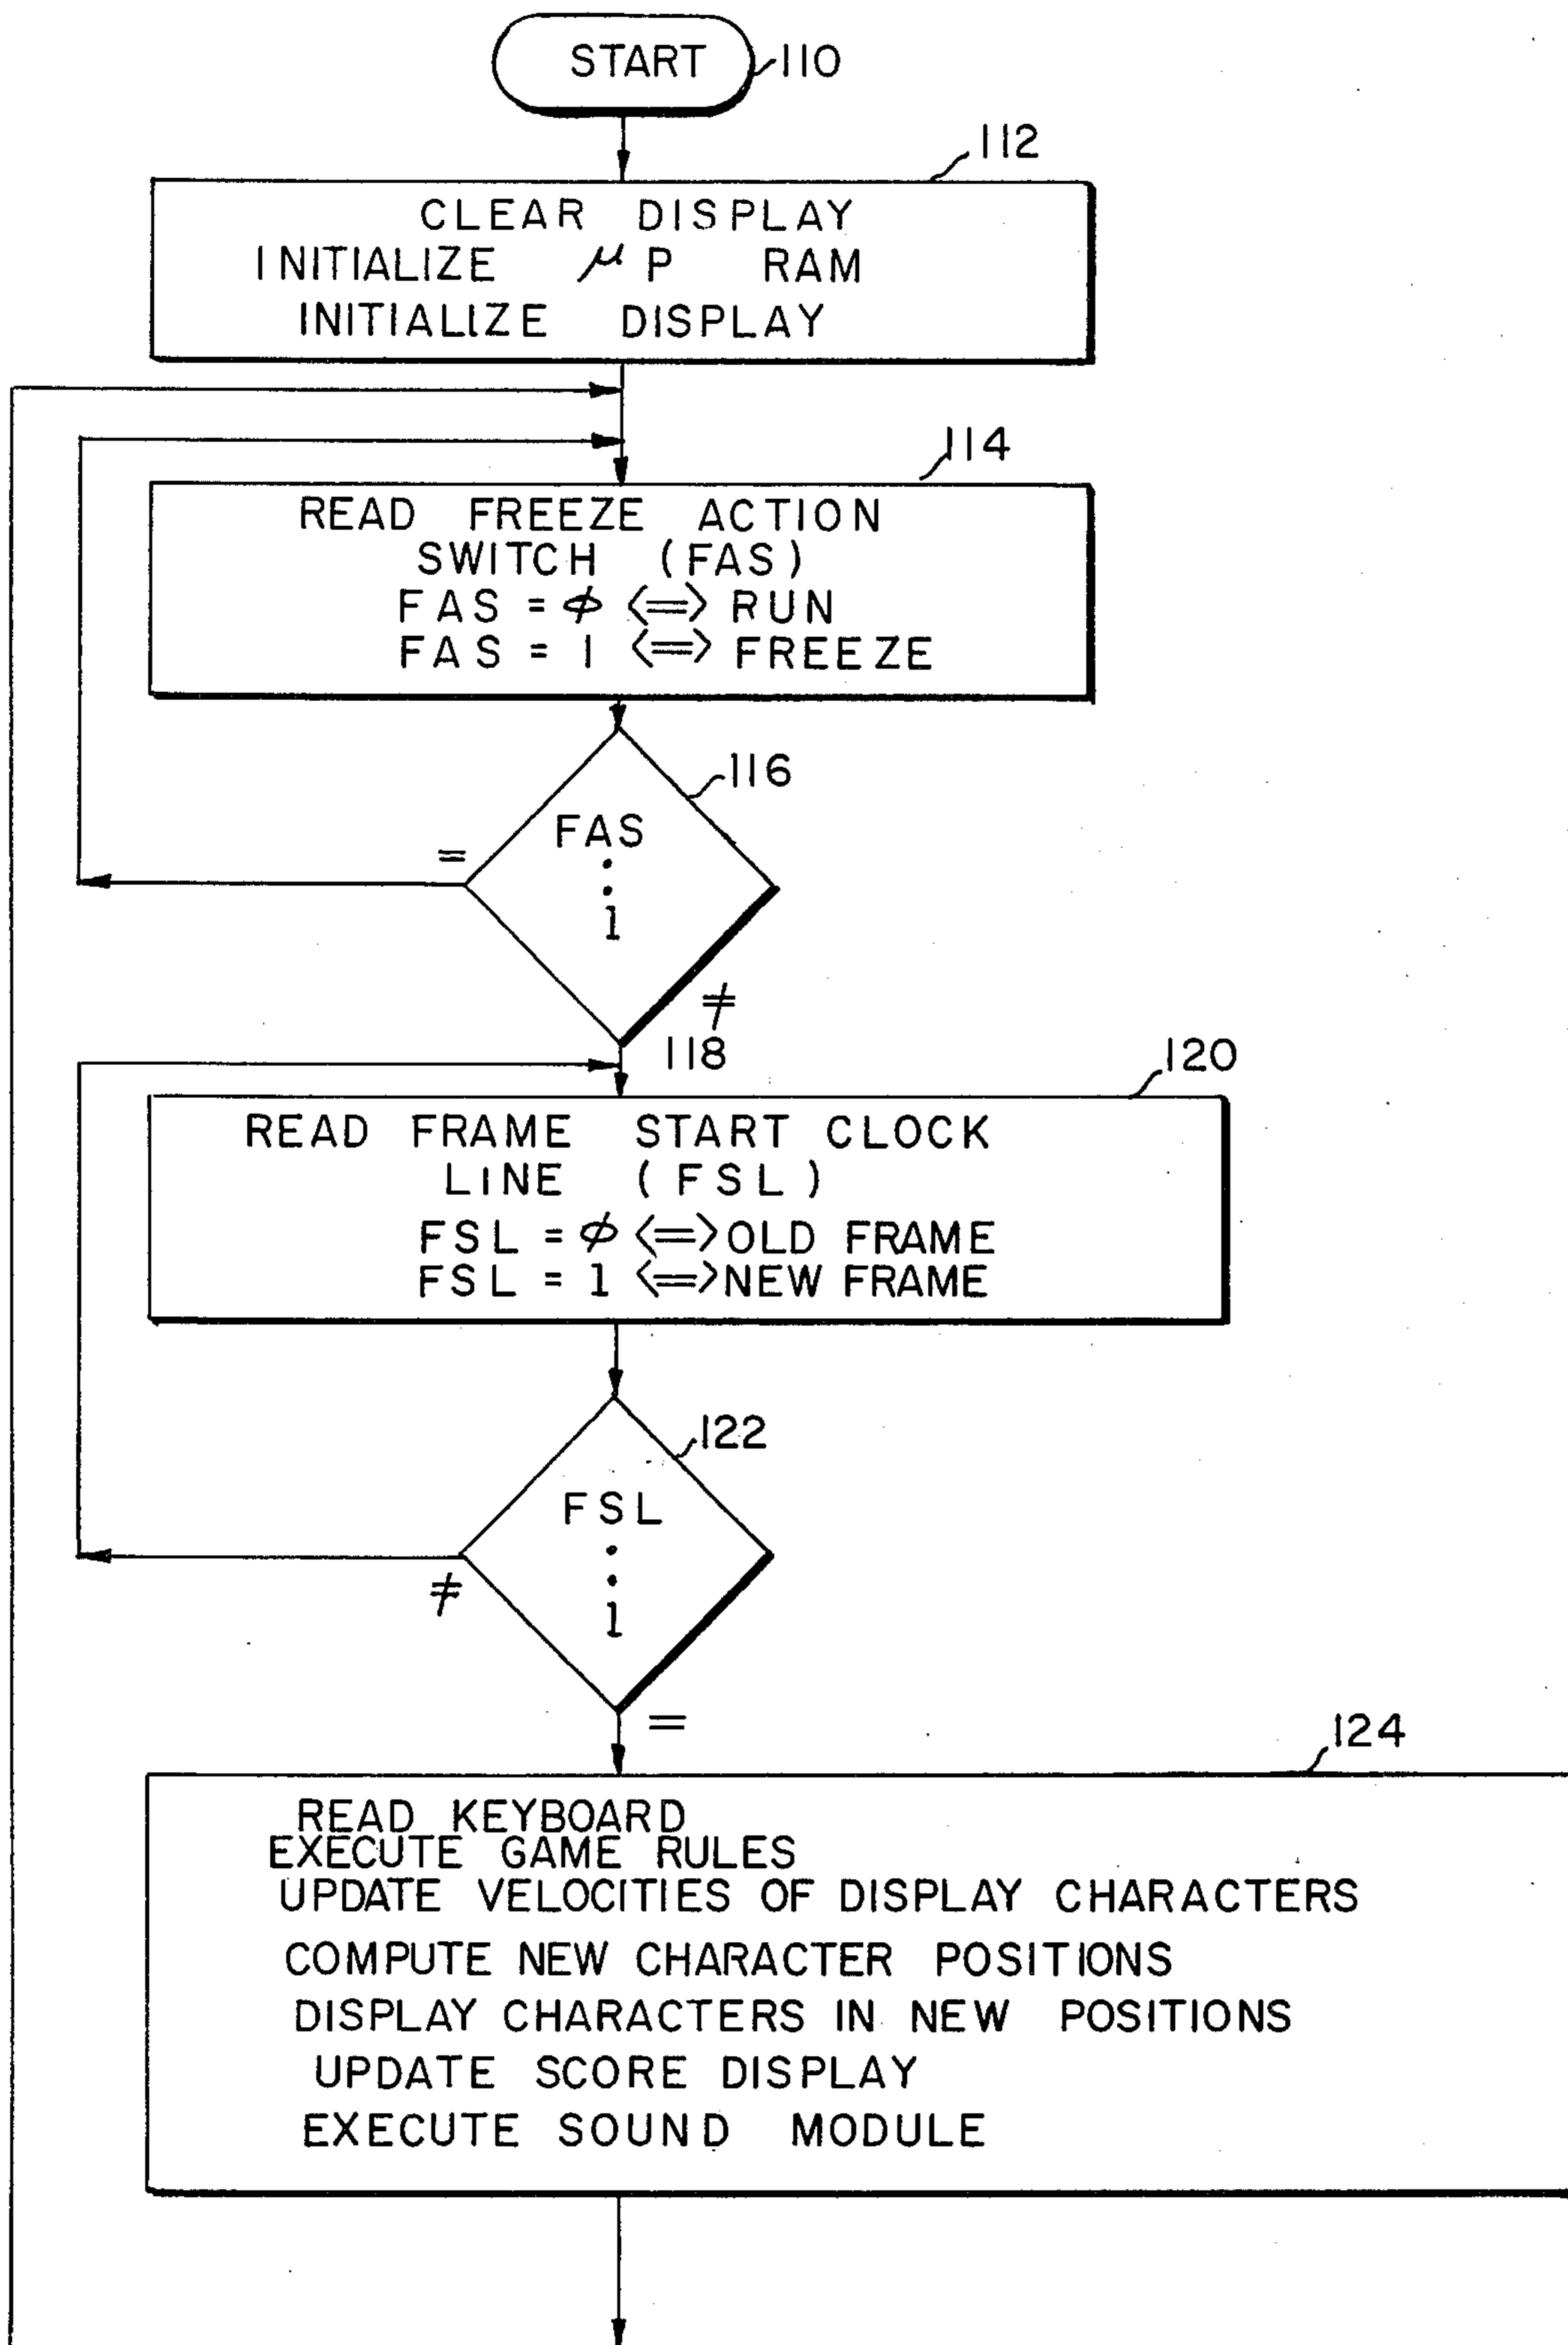 START
110
112
CLEAR DISPLAY
INITIALIZE μP RAM
INITIALIZE DISPLAY
114
READ FREEZE ACTION
SWITCH (FAS)
FAS = ϕ <=> RUN
FAS = 1 <=> FREEZE
116
=
FAS
:
1
≠
118
120
READ FRAME START CLOCK
LINE (FSL)
FSL = ϕ <=> OLD FRAME
FSL = 1 <=> NEW FRAME
122
FSL
:
1
≠
=
124
READ KEYBOARD
EXECUTE GAME RULES
UPDATE VELOCITIES OF DISPLAY CHARACTERS
COMPUTE NEW CHARACTER POSITIONS
DISPLAY CHARACTERS IN NEW POSITIONS
UPDATE SCORE DISPLAY
EXECUTE SOUND MODULE